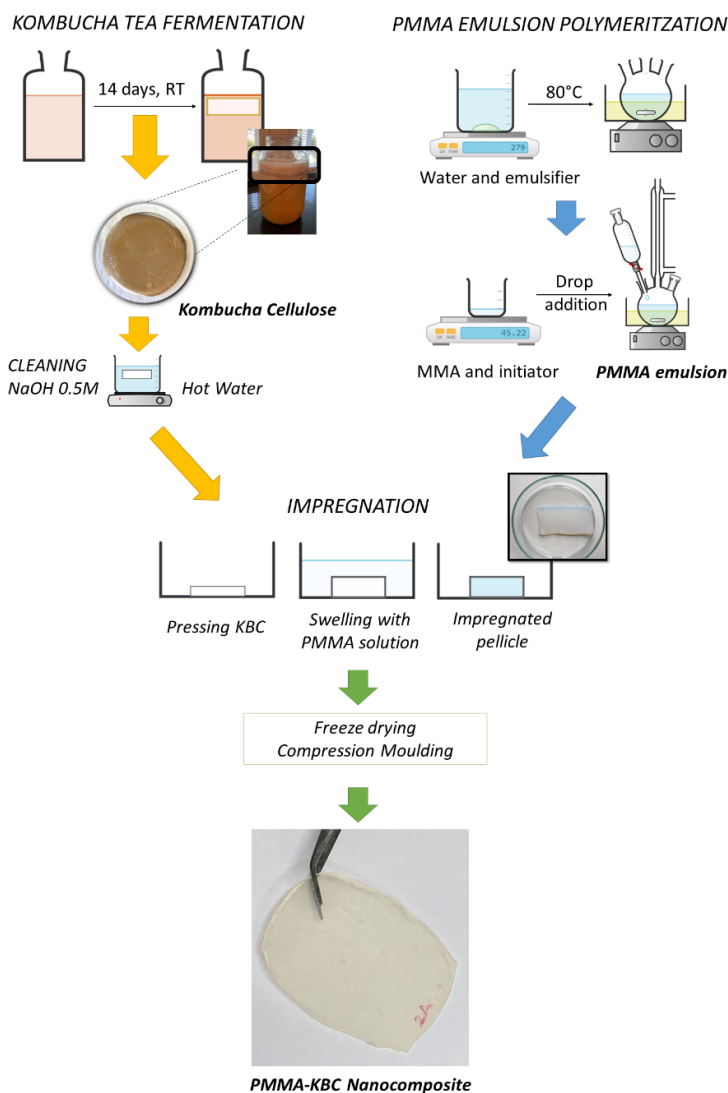 KOMBUCHA TEA FERMENTATION
14 days, RT
Kombucha Cellulose
CLEANING
NaOH 0.5M
Hot Water
PMMA EMULSION POLYMERITZATION
80°C
279
Water and emulsifier
Drop
addition
45.22
MMA and initiator
PMMA emulsion
IMPREGNATION
Pressing KBC
Swelling with
PMMA solution
Impregnated
pellicle
Freeze drying
Compression Moulding
2A
PMMA-KBC Nanocomposite